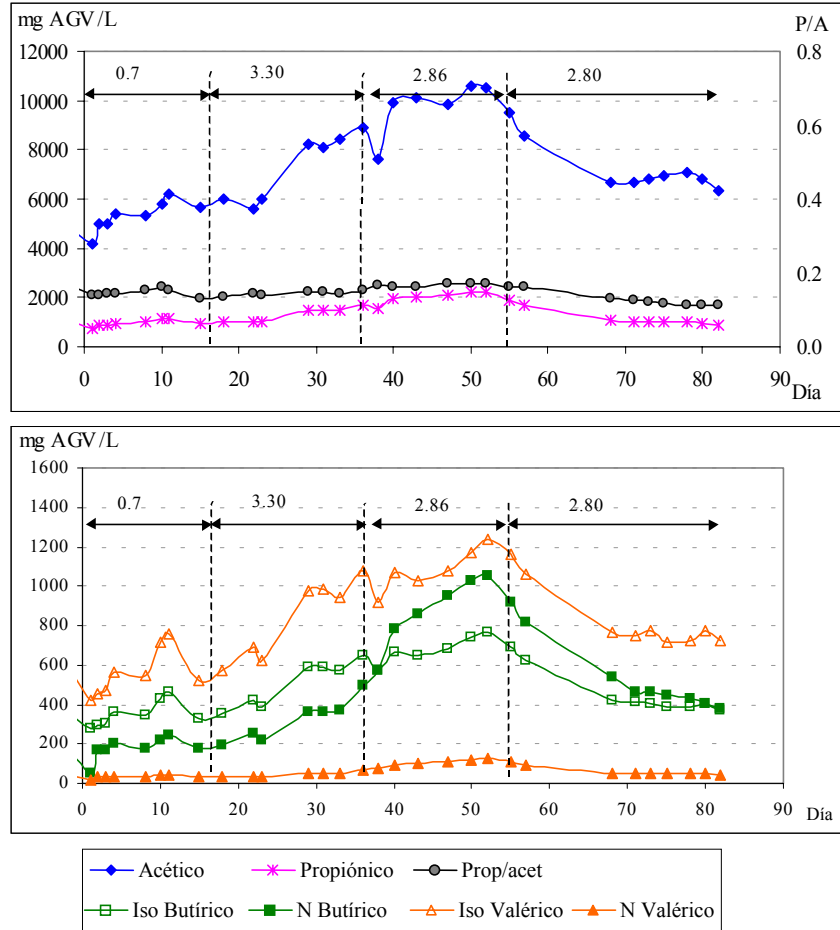 mg AGV/L P/A
12000 0.8
0.7 3.30 2.86 2.80
10000
0.6
8000
6000 0.4
4000
0.2
2000
0 0.0
0 10 20 30 40 50 60 70 80 90
Día
mg AGV/L
1600
1400
0.7 3.30 2.86 2.80
1200
1000
800
600
400
200
0
0 10 20 30 40 50 60 70 80 90
Día
Acético Propiónico Prop/acet
Iso Butírico N Butírico Iso Valérico N Valérico